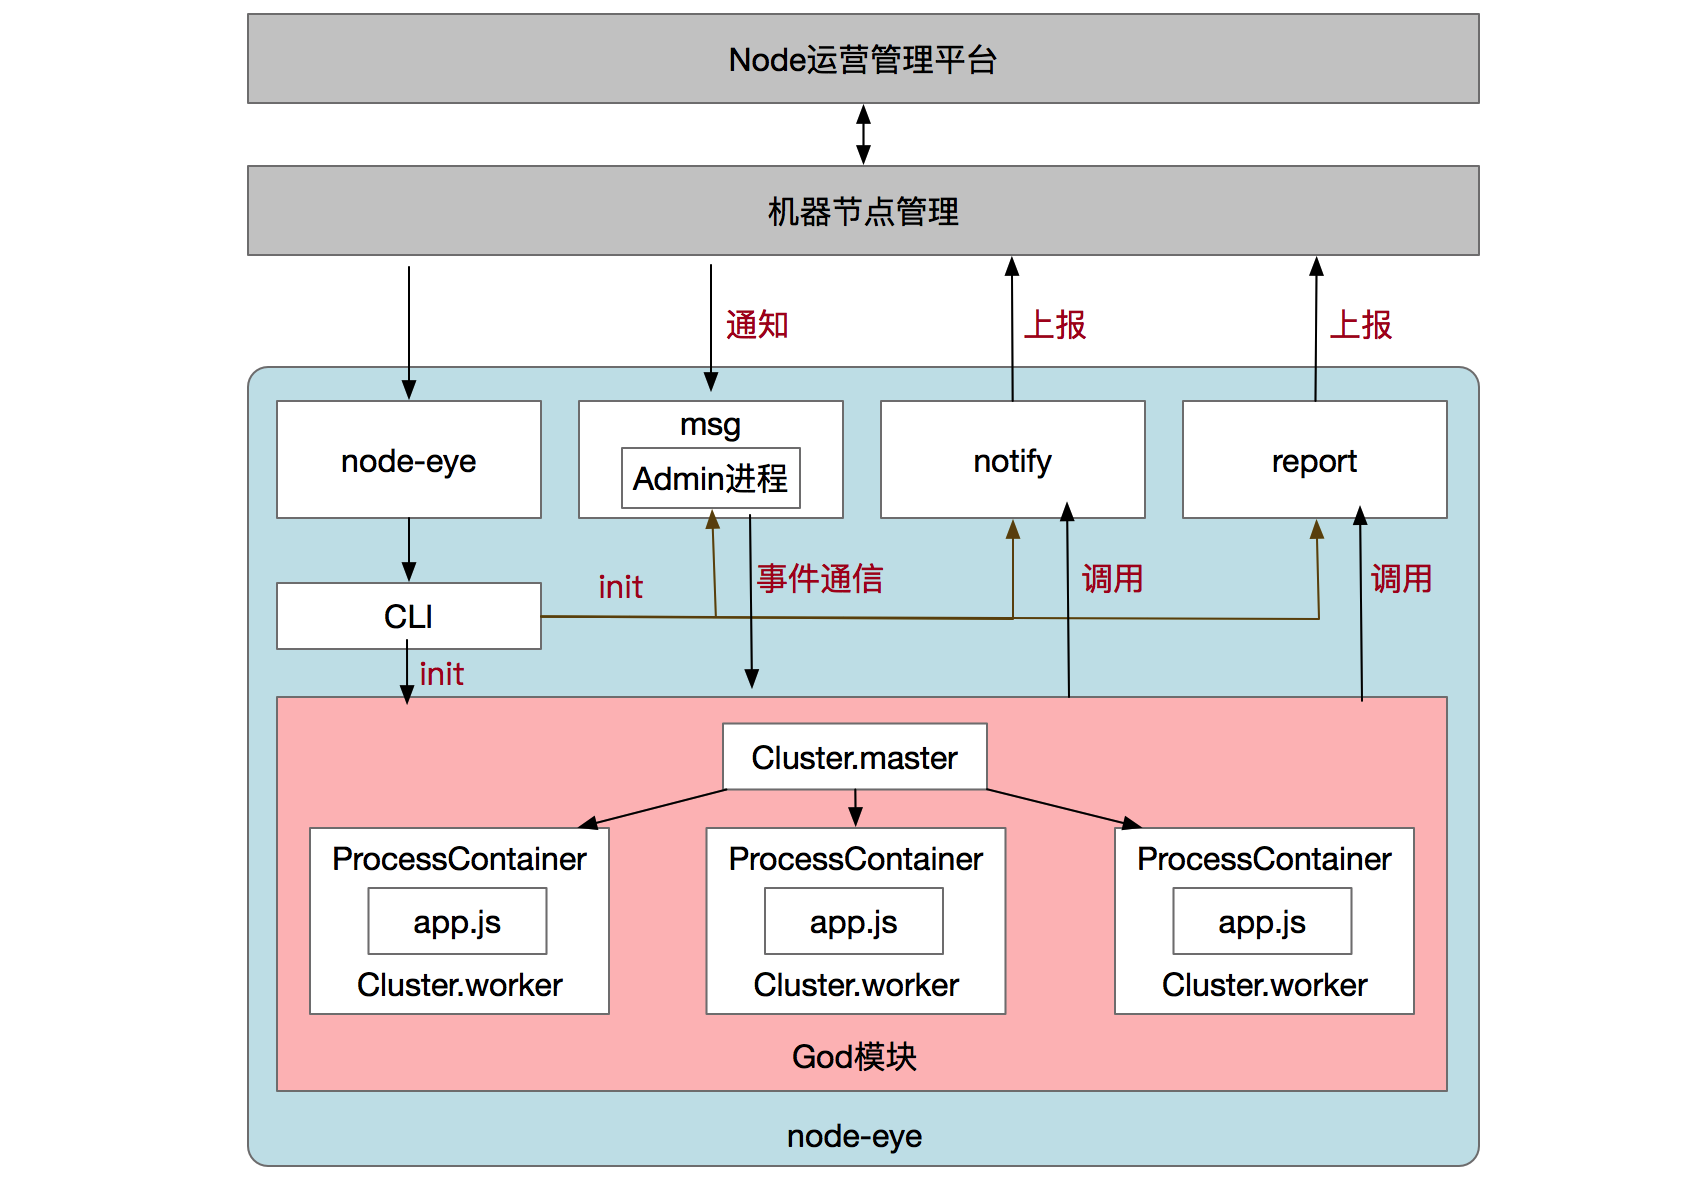 Node运营管理平台
机器节点管理
通知
上报
上报
node-eye
msg
Admin进程
notify
report
init
事件通信
调用
调用
CLI
init
Cluster.master
ProcessContainer
app.js
Cluster.worker
ProcessContainer
app.js
Cluster.worker
ProcessContainer
app.js
Cluster.worker
God模块
node-eye